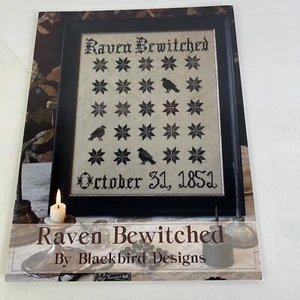 Raven Bewitched
October 31, 1851
Raven Bewitched
By Blackbird Designs